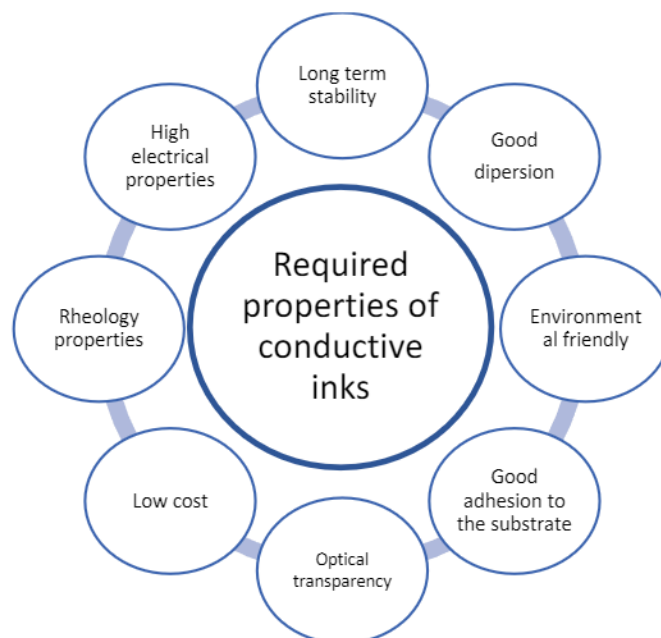 Long term
stability
Good
dipersion
Environment
al friendly
Good
adhesion to
the substrate
Optical
transparency
Low cost
Rheology
properties
High
electrical
properties
Required
properties of
conductive
inks